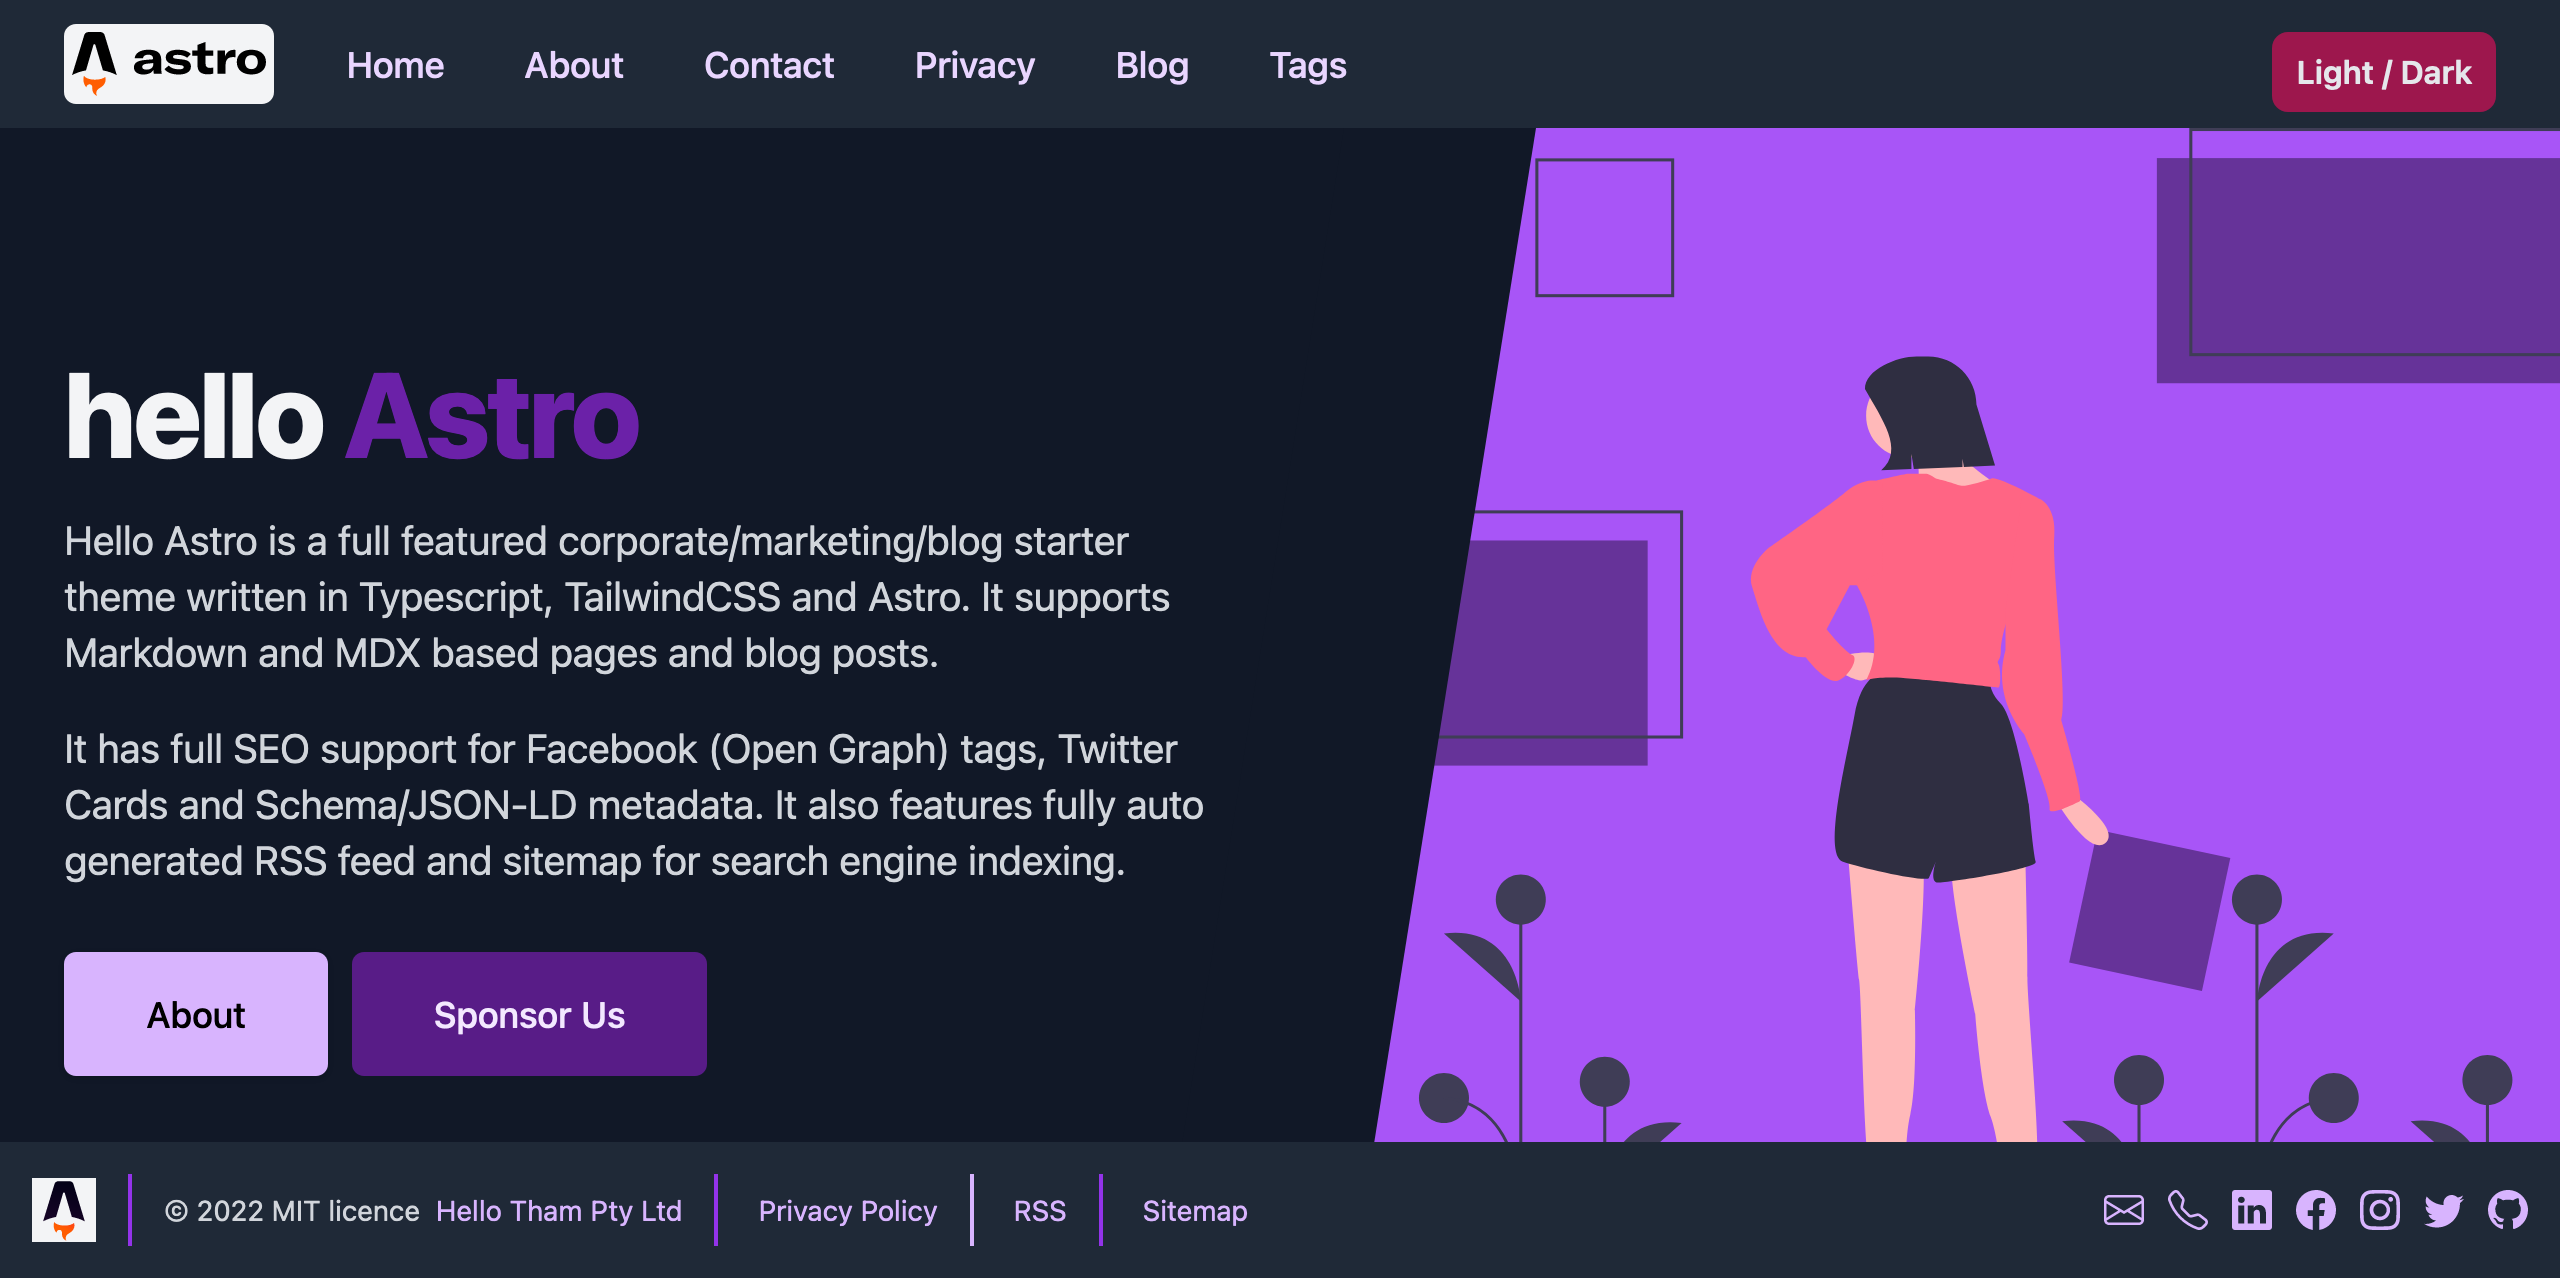 astro
Home About Contact Privacy Blog Tags Light / Dark
hello Astro
Hello Astro is a full featured corporate/marketing/blog starter
theme written in Typescript, TailwindCSS and Astro. It supports
Markdown and MDX based pages and blog posts.
It has full SEO support for Facebook (Open Graph) tags, Twitter
Cards and Schema/JSON-LD metadata. It also features fully auto
generated RSS feed and sitemap for search engine indexing.
About Sponsor Us
© 2022 MIT licence Hello Tham Pty Ltd Privacy Policy RSS Sitemap